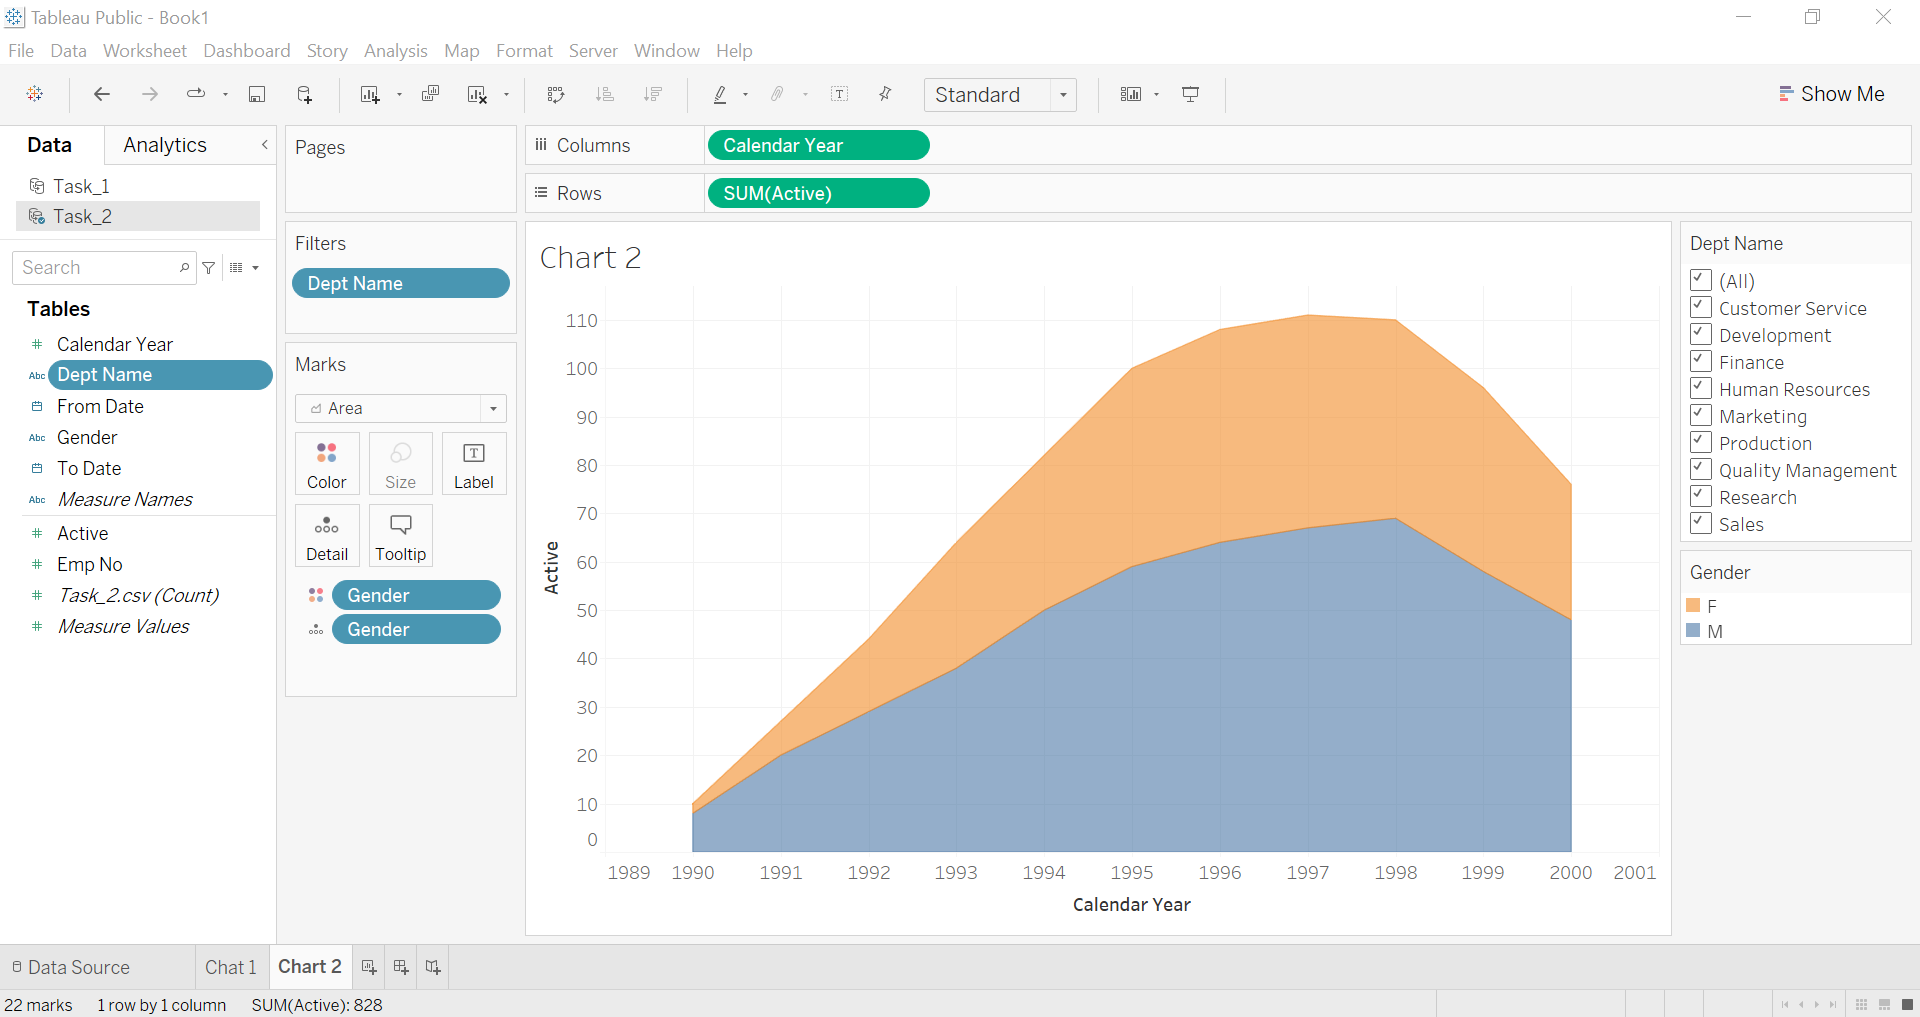 Tableau Public - Book1
File Data Worksheet Dashboard Story Analysis Map Format Server Window Help
Standard
Show Me
Data Analytics
Task_1
Task_2
Search
Tables
Calendar Year
Abc Dept Name
From Date
Abc Gender
To Date
Abc Measure Names
Active
Emp No
Task_2.csv (Count)
Measure Values
Pages
Filters
Dept Name
Marks
Area
Color Size Label
Detail Tooltip
Gender
Gender
Columns Calendar Year
Rows SUM(Active)
Chart 2
110
100
90
80
70
60
50
40
30
20
10
0
Active
1989 1990 1991 1992 1993 1994 1995 1996 1997 1998 1999 2000 2001
Calendar Year
Dept Name
(All)
Customer Service
Development
Finance
Human Resources
Marketing
Production
Quality Management
Research
Sales
Gender
F
M
Data Source Chat 1 Chart 2
22 marks 1 row by 1 column SUM(Active): 828